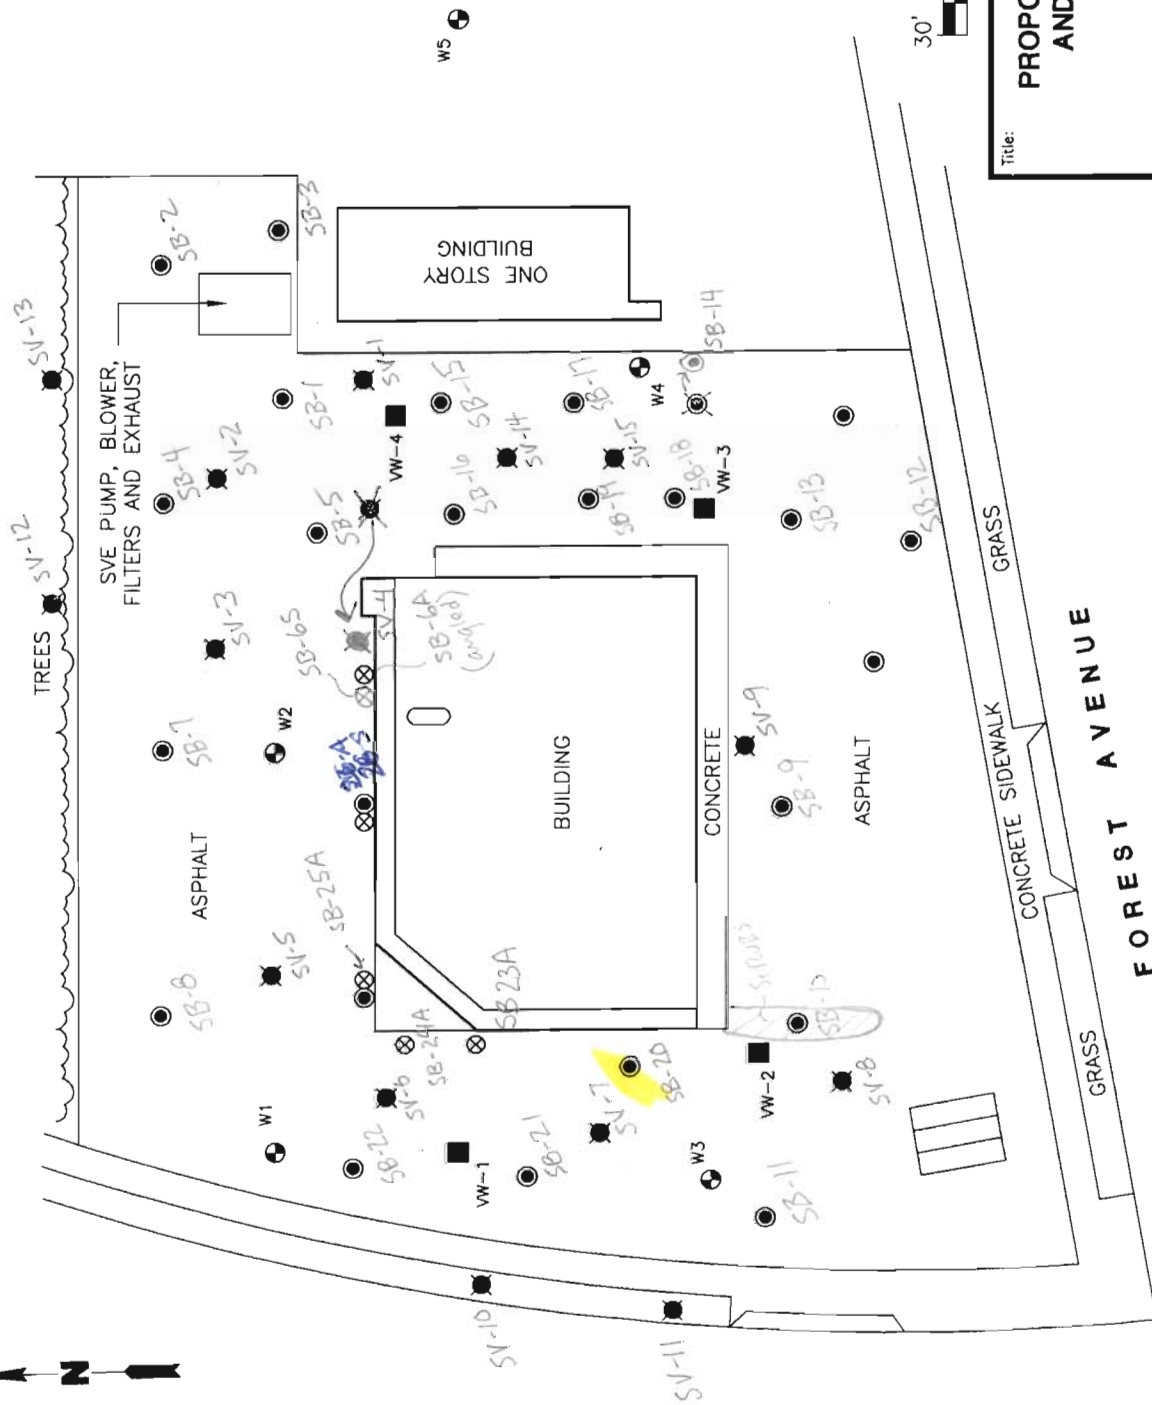 W5
30'
Title:
PROPO
AND
SV-13
SB-2
SB-3
SVE PUMP, BLOWER,
FILTERS AND EXHAUST
ONE STORY
BUILDING
SB-1
SV-1
SB-15
SB-17
W4
SB-14
VW-4
SV-14
SV-15
SB-4
SV-2
SB-5
SB-16
SB-19
SB-18
VW-3
SB-13
SB-12
GRASS
SV-12
TREES
SV-3
SB-6S
SV-4
SB-6A
(angled)
SB-7
W2
BUILDING
CONCRETE
SV-9
SB-9
ASPHALT
CONCRETE SIDEWALK
FOREST AVENUE
ASPHALT
SB-25A
SV-5
SB-8
SB 23A
SB-24A
SV-6
SB-20
SB-10
VW-2
SV-8
GRASS
W1
SB-22
VW-1
SB-21
SV-7
W3
SB-11
SV-10
SV-11
N